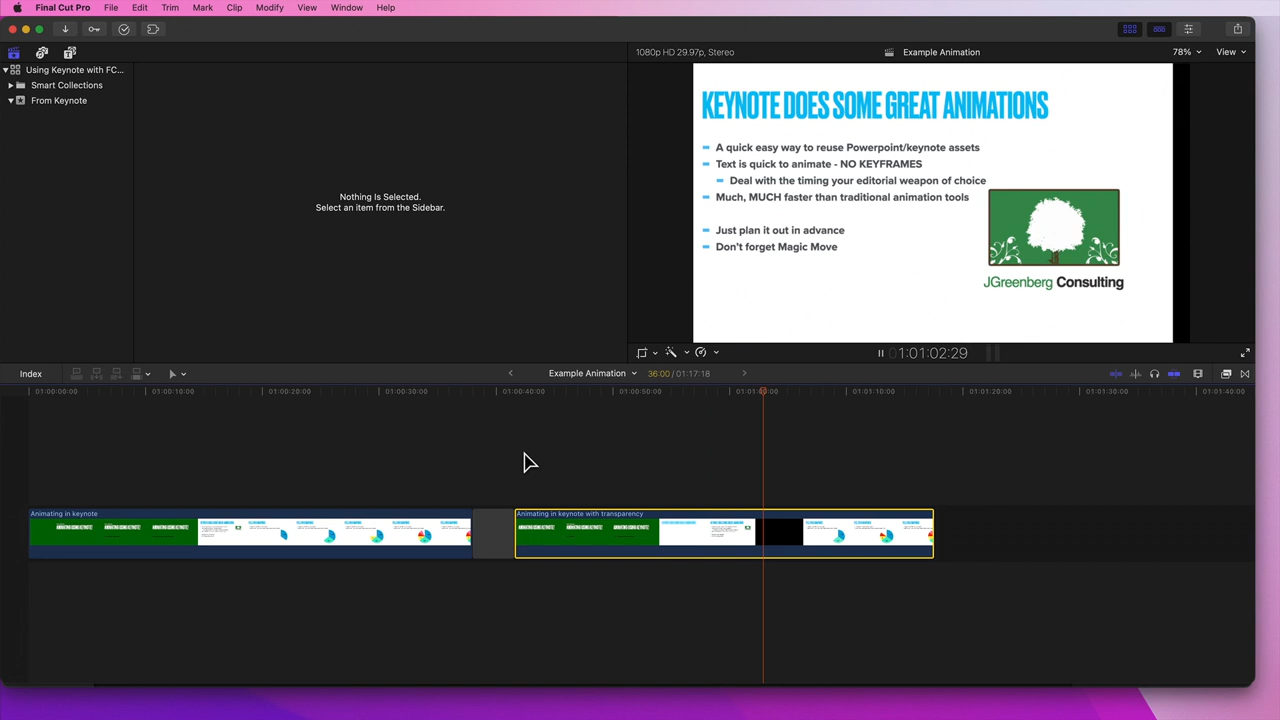 Final Cut Pro File Edit Trim Mark Clip Modify View Window Help
1080p HD 29.97p, Stereo Example Animation 78% View
Using Keynote with FC...
Smart Collections
From Keynote
Nothing Is Selected.
Select an item from the Sidebar.
KEYNOTE DOES SOME GREAT ANIMATIONS
A quick easy way to reuse Powerpoint/keynote assets
Text is quick to animate - NO KEYFRAMES
Deal with the timing your editorial weapon of choice
Much, MUCH faster than traditional animation tools
Just plan it out in advance
Don't forget Magic Move
JGreenberg Consulting
01:01:02:29
Index Example Animation 36:00 / 01:17:18
01:00:00:00 01:00:10:00 01:00:20:00 01:00:30:00 01:00:40:00 01:00:50:00 01:01:00:00 01:01:10:00 01:01:20:00 01:01:30:00 01:01:40:00
Animating in keynote Animating in keynote with transparency